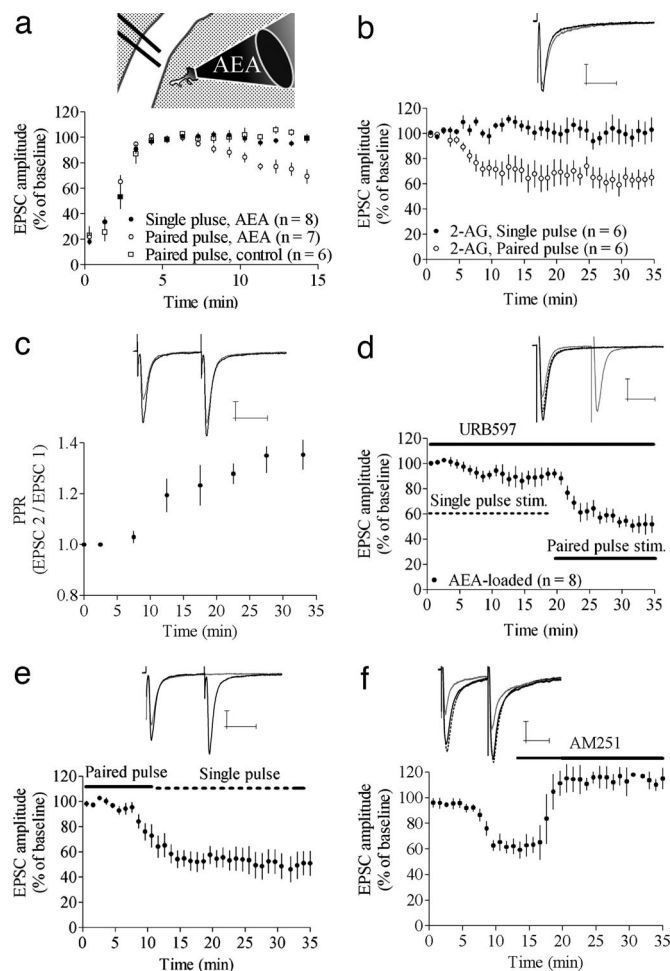 a
AEA
EPSC amplitude
(% of baseline)
120
100
80
60
40
20
0
Single pluse, AEA (n = 8)
Paired pulse, AEA (n = 7)
Paired pulse, control (n = 6)
0 5 10 15
Time (min)
b
EPSC amplitude
(% of baseline)
120
100
80
60
40
20
0
2-AG, Single pulse (n = 6)
2-AG, Paired pulse (n = 6)
0 5 10 15 20 25 30 35
Time (min)
c
PPR
(EPSC 2 / EPSC 1)
1.4
1.2
1.0
0.8
0 5 10 15 20 25 30 35
Time (min)
d
URB597
EPSC amplitude
(% of baseline)
120
100
80
60
40
20
0
Single pulse stim.
Paired pulse stim.
AEA-loaded (n = 8)
0 5 10 15 20 25 30 35
Time (min)
e
Paired pulse Single pulse
EPSC amplitude
(% of baseline)
120
100
80
60
40
20
0
0 5 10 15 20 25 30 35
Time (min)
f
AM251
EPSC amplitude
(% of baseline)
120
100
80
60
40
20
0
0 5 10 15 20 25 30 35
Time (min)